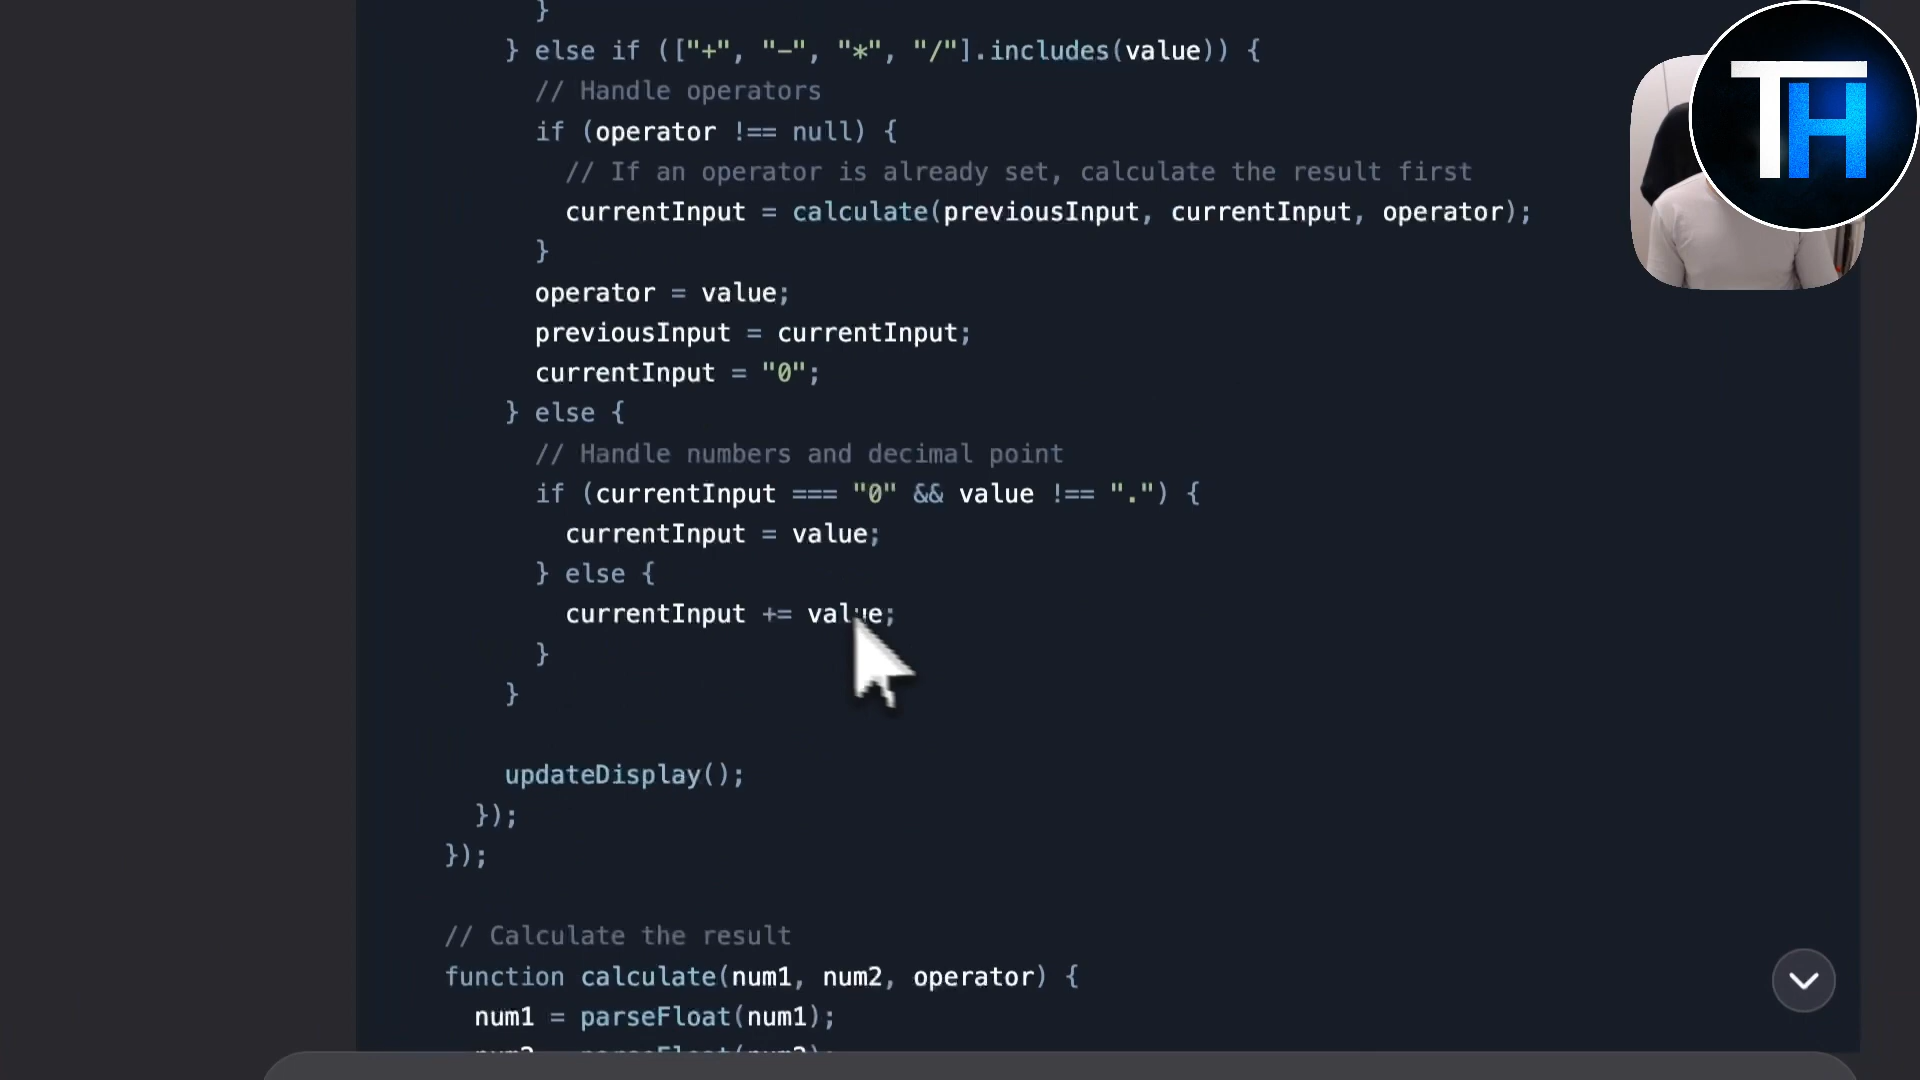 }
} else if (["+", "-", "*", "/"].includes(value)) {
// Handle operators
if (operator !== null) {
// If an operator is already set, calculate the result first
currentInput = calculate(previousInput, currentInput, operator);
}
operator = value;
previousInput = currentInput;
currentInput = "0";
} else {
// Handle numbers and decimal point
if (currentInput === "0" && value !== ".") {
currentInput = value;
} else {
currentInput += value;
}
}
updateDisplay();
});
});
// Calculate the result
function calculate(num1, num2, operator) {
num1 = parseFloat(num1);
TH